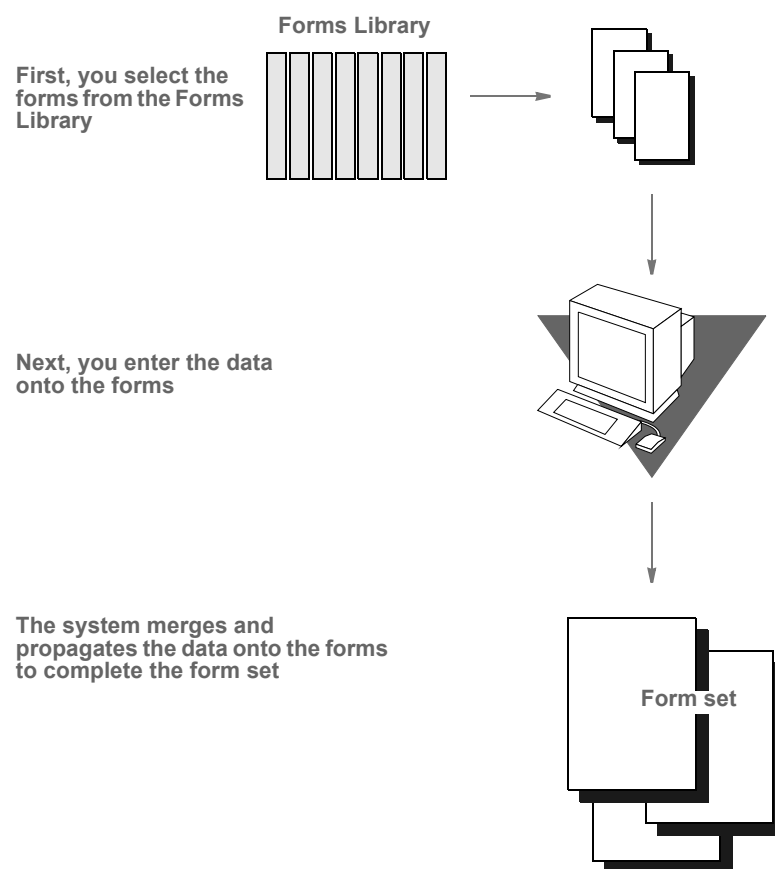 Forms Library
First, you select the
forms from the Forms
Library
Next, you enter the data
onto the forms
The system merges and
propagates the data onto the forms
to complete the form set
Form set